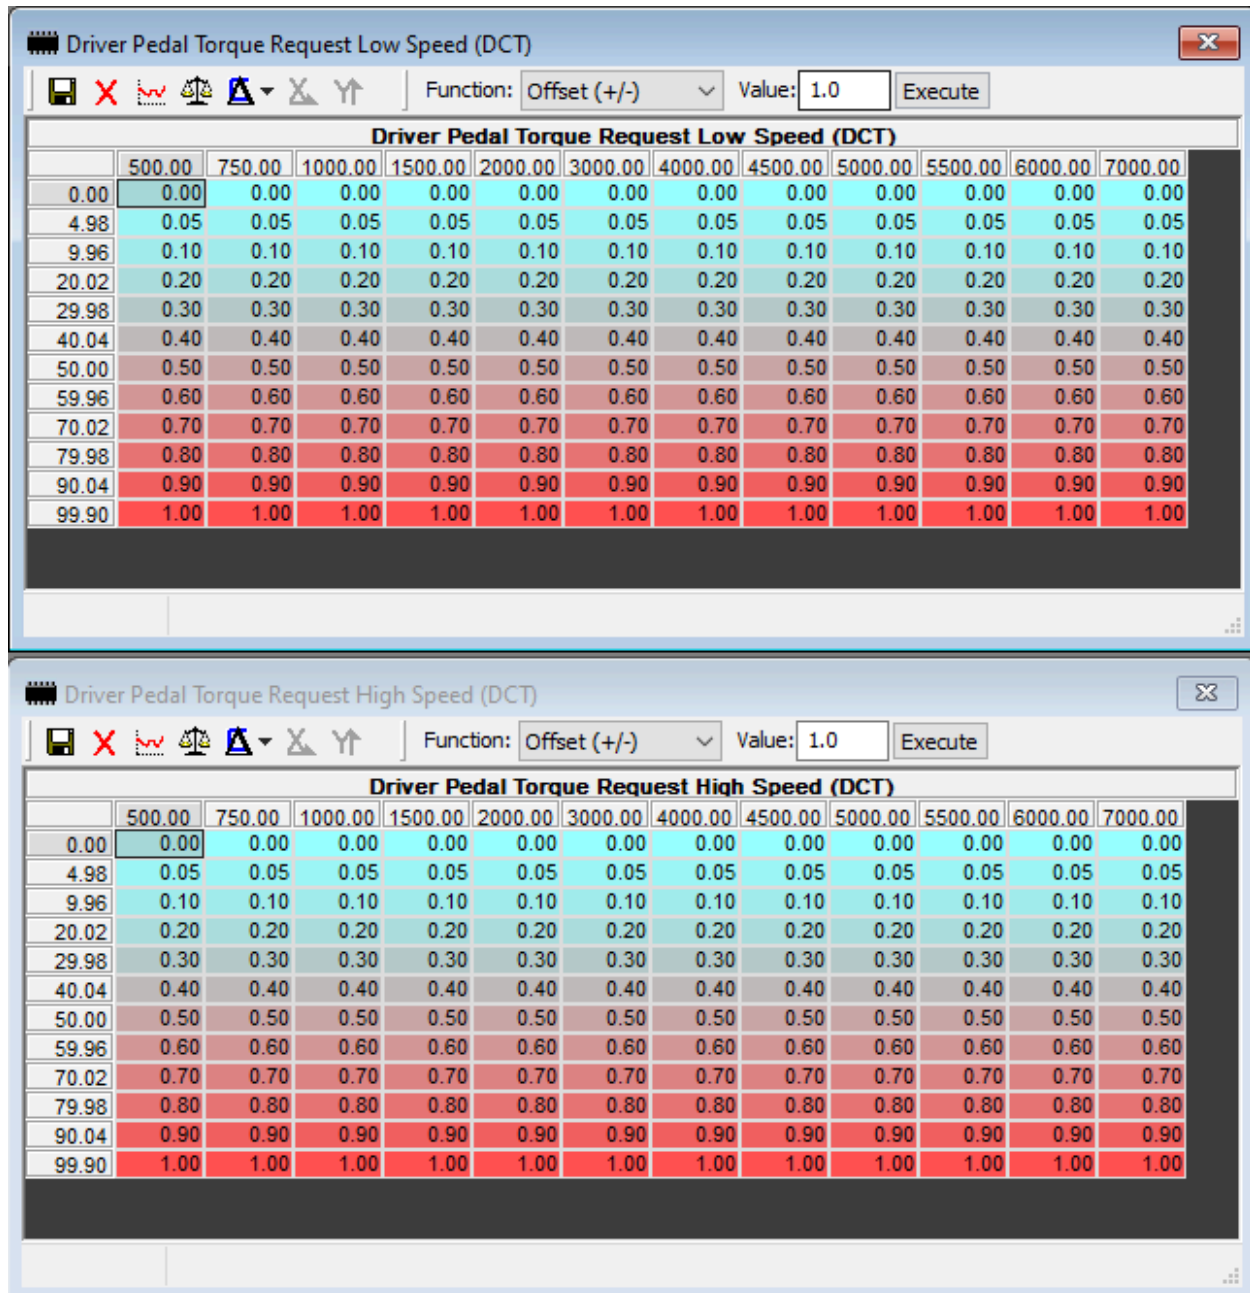 Driver Pedal Torque Request Low Speed (DCT)
Function: Offset (+/-) Value: 1.0 Execute
Driver Pedal Torque Request Low Speed (DCT)
500.00 750.00 1000.00 1500.00 2000.00 3000.00 4000.00 4500.00 5000.00 5500.00 6000.00 7000.00
0.00 0.00 0.00 0.00 0.00 0.00 0.00 0.00 0.00 0.00 0.00 0.00 0.00
4.98 0.05 0.05 0.05 0.05 0.05 0.05 0.05 0.05 0.05 0.05 0.05 0.05
9.96 0.10 0.10 0.10 0.10 0.10 0.10 0.10 0.10 0.10 0.10 0.10 0.10
20.02 0.20 0.20 0.20 0.20 0.20 0.20 0.20 0.20 0.20 0.20 0.20 0.20
29.98 0.30 0.30 0.30 0.30 0.30 0.30 0.30 0.30 0.30 0.30 0.30 0.30
40.04 0.40 0.40 0.40 0.40 0.40 0.40 0.40 0.40 0.40 0.40 0.40 0.40
50.00 0.50 0.50 0.50 0.50 0.50 0.50 0.50 0.50 0.50 0.50 0.50 0.50
59.96 0.60 0.60 0.60 0.60 0.60 0.60 0.60 0.60 0.60 0.60 0.60 0.60
70.02 0.70 0.70 0.70 0.70 0.70 0.70 0.70 0.70 0.70 0.70 0.70 0.70
79.98 0.80 0.80 0.80 0.80 0.80 0.80 0.80 0.80 0.80 0.80 0.80 0.80
90.04 0.90 0.90 0.90 0.90 0.90 0.90 0.90 0.90 0.90 0.90 0.90 0.90
99.90 1.00 1.00 1.00 1.00 1.00 1.00 1.00 1.00 1.00 1.00 1.00 1.00
Driver Pedal Torque Request High Speed (DCT)
Function: Offset (+/-) Value: 1.0 Execute
Driver Pedal Torque Request High Speed (DCT)
500.00 750.00 1000.00 1500.00 2000.00 3000.00 4000.00 4500.00 5000.00 5500.00 6000.00 7000.00
0.00 0.00 0.00 0.00 0.00 0.00 0.00 0.00 0.00 0.00 0.00 0.00 0.00
4.98 0.05 0.05 0.05 0.05 0.05 0.05 0.05 0.05 0.05 0.05 0.05 0.05
9.96 0.10 0.10 0.10 0.10 0.10 0.10 0.10 0.10 0.10 0.10 0.10 0.10
20.02 0.20 0.20 0.20 0.20 0.20 0.20 0.20 0.20 0.20 0.20 0.20 0.20
29.98 0.30 0.30 0.30 0.30 0.30 0.30 0.30 0.30 0.30 0.30 0.30 0.30
40.04 0.40 0.40 0.40 0.40 0.40 0.40 0.40 0.40 0.40 0.40 0.40 0.40
50.00 0.50 0.50 0.50 0.50 0.50 0.50 0.50 0.50 0.50 0.50 0.50 0.50
59.96 0.60 0.60 0.60 0.60 0.60 0.60 0.60 0.60 0.60 0.60 0.60 0.60
70.02 0.70 0.70 0.70 0.70 0.70 0.70 0.70 0.70 0.70 0.70 0.70 0.70
79.98 0.80 0.80 0.80 0.80 0.80 0.80 0.80 0.80 0.80 0.80 0.80 0.80
90.04 0.90 0.90 0.90 0.90 0.90 0.90 0.90 0.90 0.90 0.90 0.90 0.90
99.90 1.00 1.00 1.00 1.00 1.00 1.00 1.00 1.00 1.00 1.00 1.00 1.00